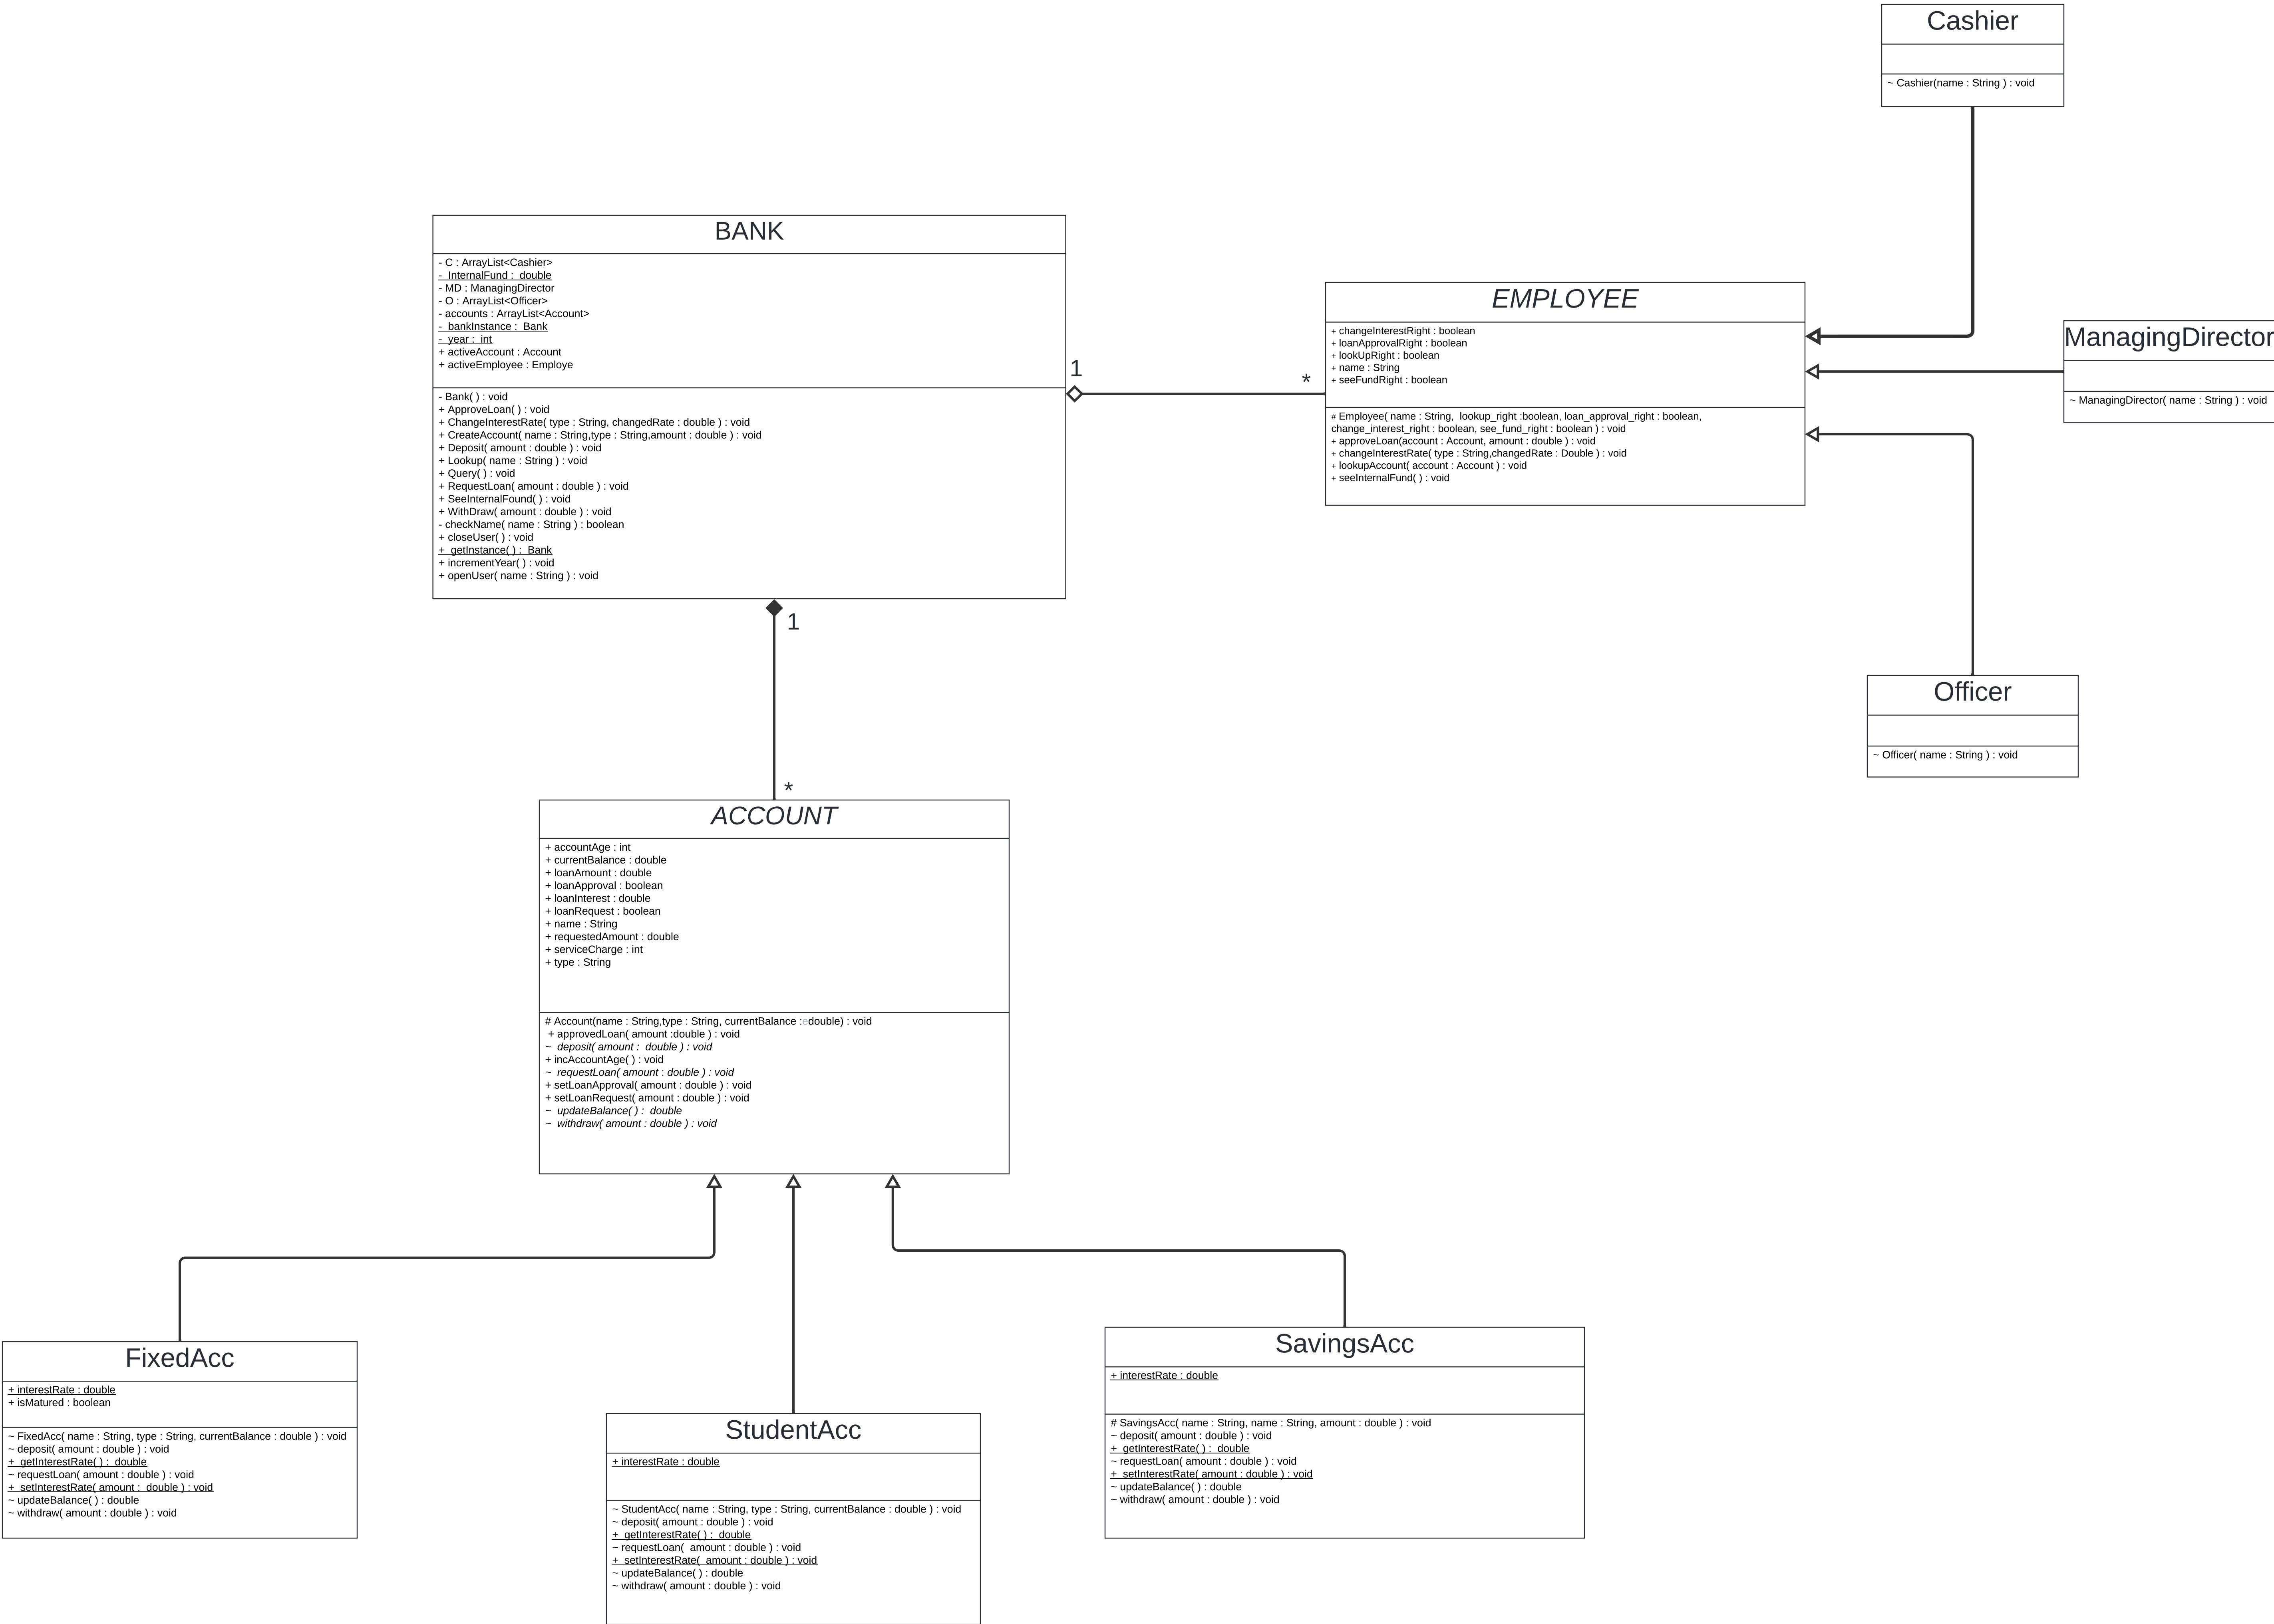 Cashier
~ Cashier(name : String ) : void
BANK
- C : ArrayList<Cashier>
-  InternalFund :  double
- MD : ManagingDirector
- O : ArrayList<Officer>
- accounts : ArrayList<Account>
-  bankInstance :  Bank
-  year :  int
+ activeAccount : Account
+ activeEmployee : Employe
- Bank( ) : void
+ ApproveLoan( ) : void
+ ChangeInterestRate( type : String, changedRate : double ) : void
+ CreateAccount( name : String,type : String,amount : double ) : void
+ Deposit( amount : double ) : void
+ Lookup( name : String ) : void
+ Query( ) : void
+ RequestLoan( amount : double ) : void
+ SeeInternalFound( ) : void
+ WithDraw( amount : double ) : void
- checkName( name : String ) : boolean
+ closeUser( ) : void
+  getInstance( ) :  Bank
+ incrementYear( ) : void
+ openUser( name : String ) : void
1
*
EMPLOYEE
+ changeInterestRight : boolean
+ loanApprovalRight : boolean
+ lookUpRight : boolean
+ name : String
+ seeFundRight : boolean
# Employee( name : String,  lookup_right :boolean, loan_approval_right : boolean,
change_interest_right : boolean, see_fund_right : boolean ) : void
+ approveLoan(account : Account, amount : double ) : void
+ changeInterestRate( type : String,changedRate : Double ) : void
+ lookupAccount( account : Account ) : void
+ seeInternalFund( ) : void
ManagingDirector
~ ManagingDirector( name : String ) : void
Officer
~ Officer( name : String ) : void
1
*
ACCOUNT
+ accountAge : int
+ currentBalance : double
+ loanAmount : double
+ loanApproval : boolean
+ loanInterest : double
+ loanRequest : boolean
+ name : String
+ requestedAmount : double
+ serviceCharge : int
+ type : String
# Account(name : String,type : String, currentBalance :edouble) : void
+ approvedLoan( amount :double ) : void
~  deposit( amount :  double ) : void
+ incAccountAge( ) : void
~  requestLoan( amount : double ) : void
+ setLoanApproval( amount : double ) : void
+ setLoanRequest( amount : double ) : void
~  updateBalance( ) :  double
~  withdraw( amount : double ) : void
FixedAcc
+ interestRate : double
+ isMatured : boolean
~ FixedAcc( name : String, type : String, currentBalance : double ) : void
~ deposit( amount : double ) : void
+  getInterestRate( ) :  double
~ requestLoan( amount : double ) : void
+  setInterestRate( amount :  double ) : void
~ updateBalance( ) : double
~ withdraw( amount : double ) : void
StudentAcc
+ interestRate : double
~ StudentAcc( name : String, type : String, currentBalance : double ) : void
~ deposit( amount : double ) : void
+  getInterestRate( ) :  double
~ requestLoan(  amount : double ) : void
+  setInterestRate(  amount : double ) : void
~ updateBalance( ) : double
~ withdraw( amount : double ) : void
SavingsAcc
+ interestRate : double
# SavingsAcc( name : String, name : String, amount : double ) : void
~ deposit( amount : double ) : void
+  getInterestRate( ) :  double
~ requestLoan( amount : double ) : void
+  setInterestRate( amount : double ) : void
~ updateBalance( ) : double
~ withdraw( amount : double ) : void